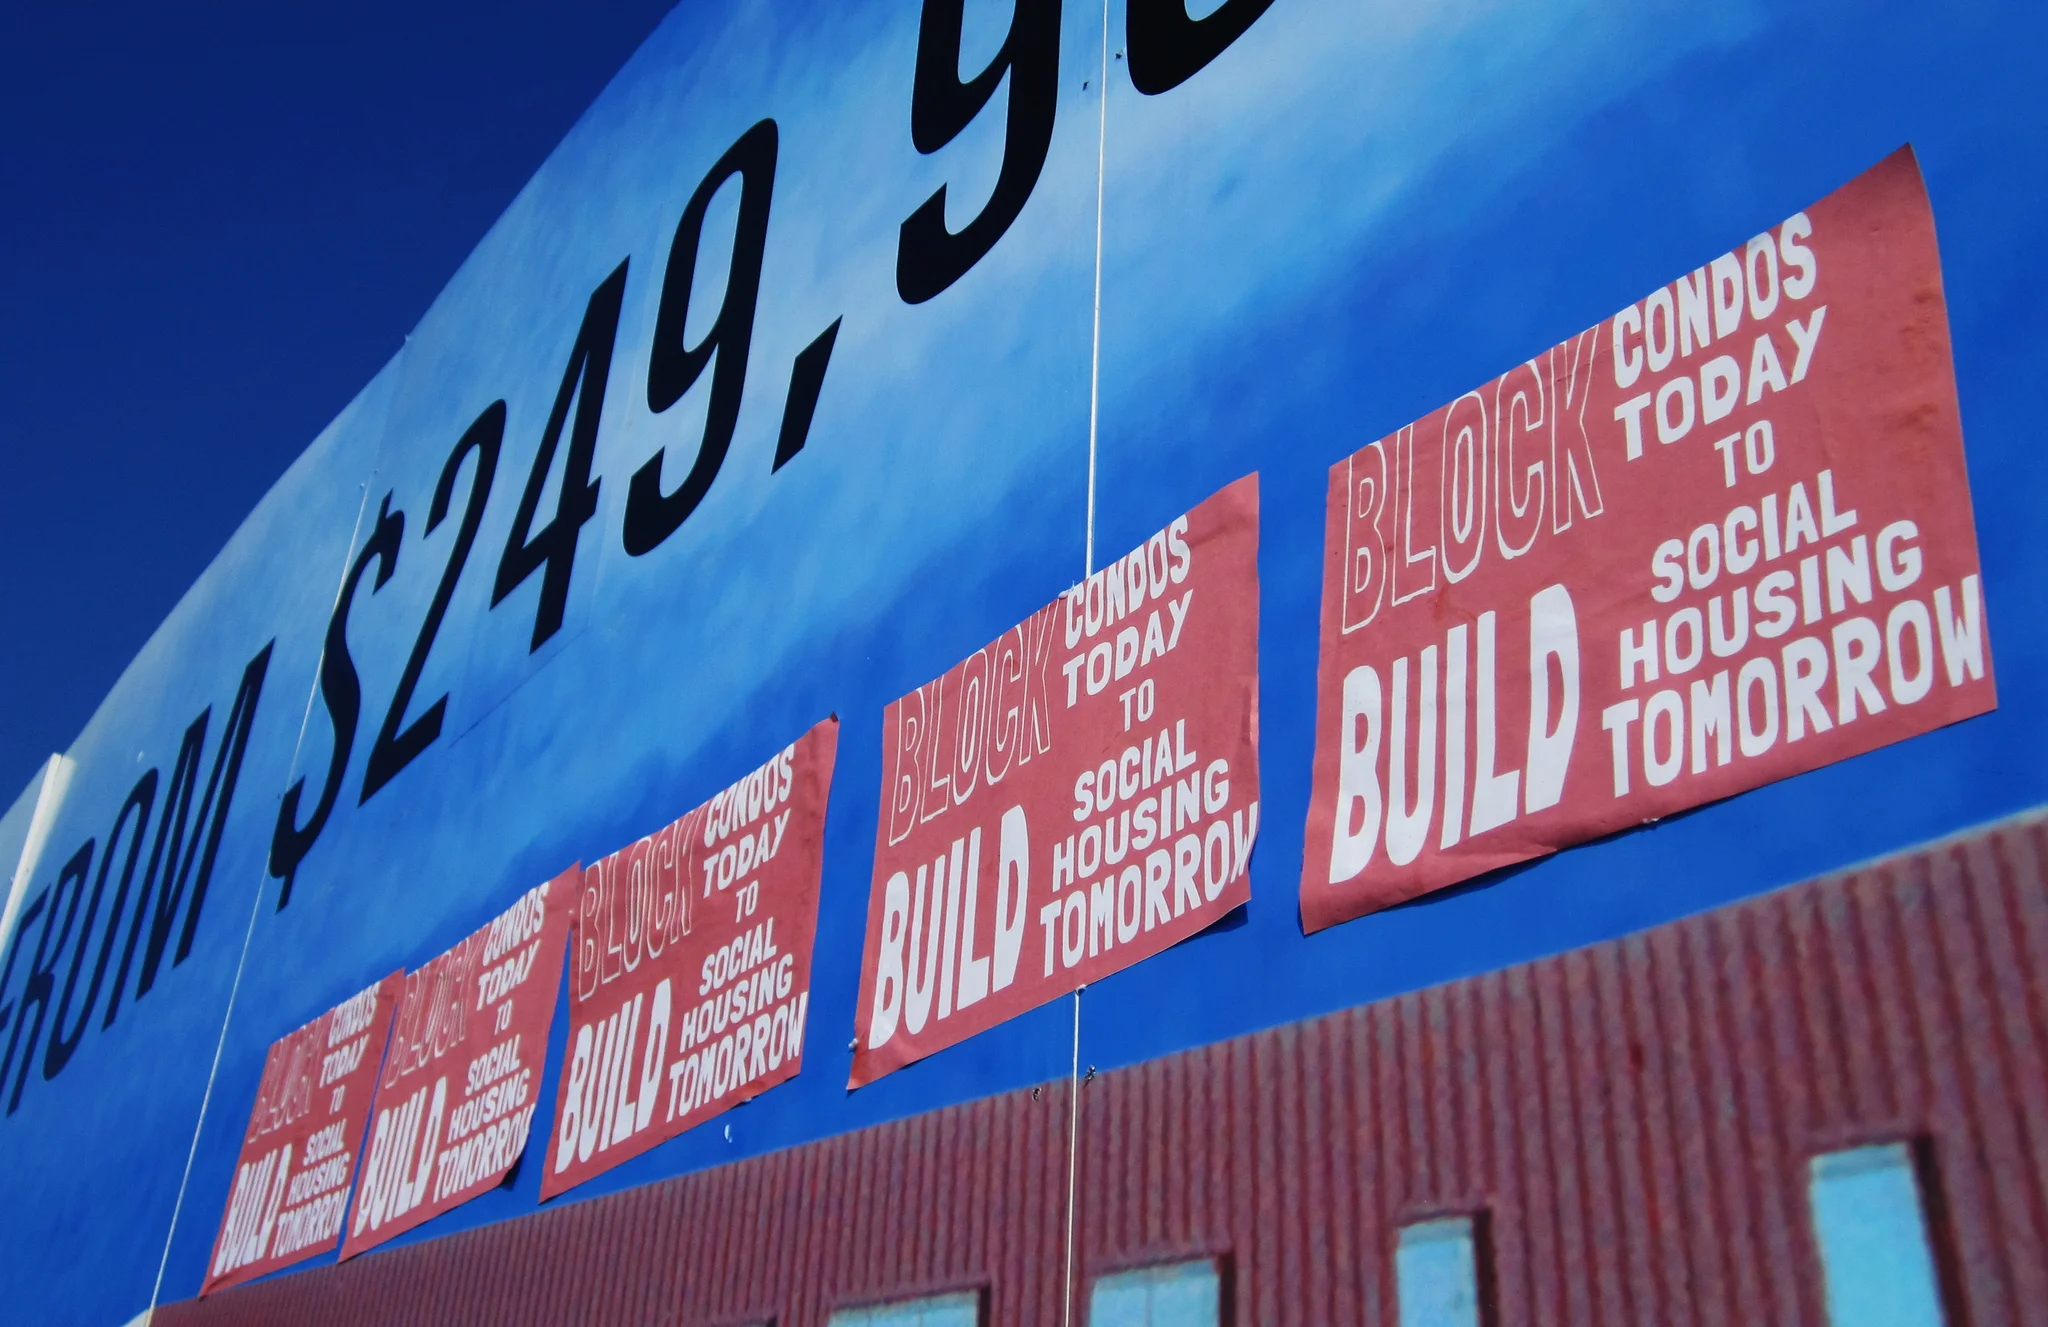 FROM $249, 9
BLOCK CONDOS
TODAY
TO
SOCIAL
BUILD HOUSING
TOMORROW
BLOCK CONDOS
TODAY
TO
SOCIAL
BUILD HOUSING
TOMORROW
BLOCK CONDOS
TODAY
TO
SOCIAL
BUILD HOUSING
TOMORROW
BLOCK CONDOS
TODAY
TO
SOCIAL
BUILD HOUSING
TOMORROW
BLOCK CONDOS
TODAY
TO
SOCIAL
BUILD HOUSING
TOMORROW